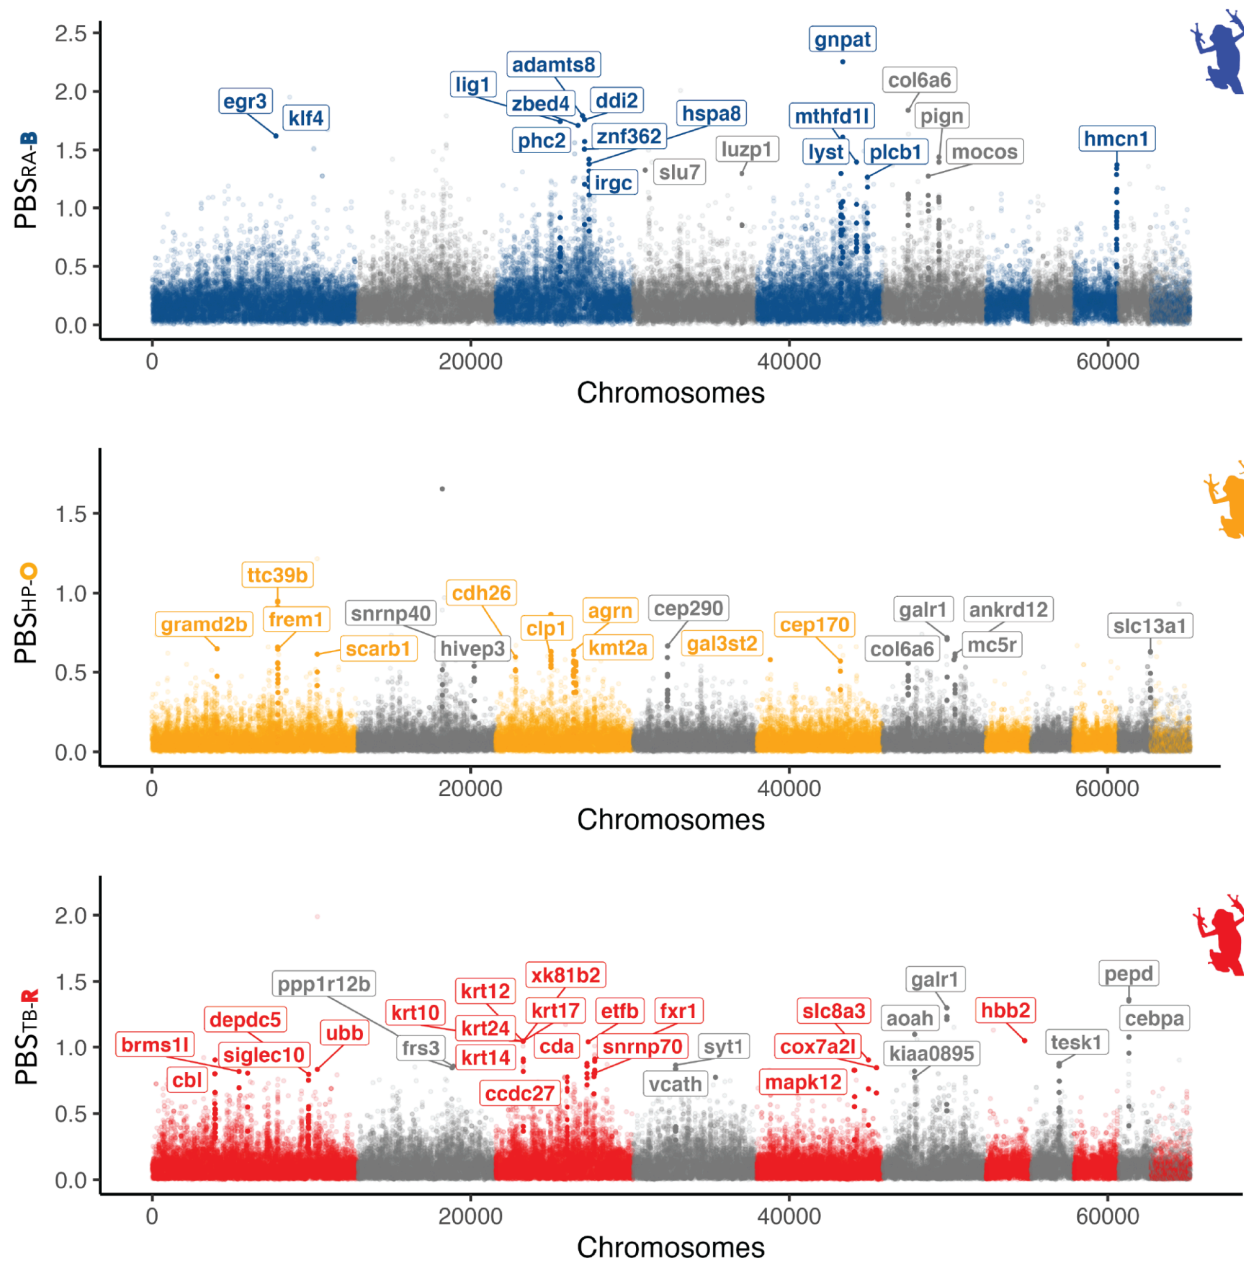 2.5
2.0
1.5
1.0
0.5
0.0
PBSRA-B
gnpat
adamts8
col6a6
lig1
egr3
zbed4
ddi2
klf4
hspa8
mthfd1l
pign
phc2
znf362
hmcn1
luzp1
lyst
plcb1
mocos
slu7
irgc
0
20000
40000
60000
Chromosomes
1.5
1.0
0.5
0.0
PBSHP-O
ttc39b
cdh26
snrnp40
agrn
cep290
galr1
ankrd12
gramd2b
frem1
clp1
cep170
slc13a1
scarb1
hivep3
kmt2a
gal3st2
col6a6
mc5r
0
20000
40000
60000
Chromosomes
2.0
1.5
1.0
0.5
0.0
PBSTB-R
ppp1r12b
xk81b2
galr1
pepd
krt12
krt10
krt17
etfb
fxr1
slc8a3
hbb2
depdc5
aoah
cebpa
ubb
krt24
brms1l
siglec10
frs3
krt14
cda
snrnp70
syt1
cox7a2l
kiaa0895
tesk1
cbl
ccdc27
vcath
mapk12
0
20000
40000
60000
Chromosomes